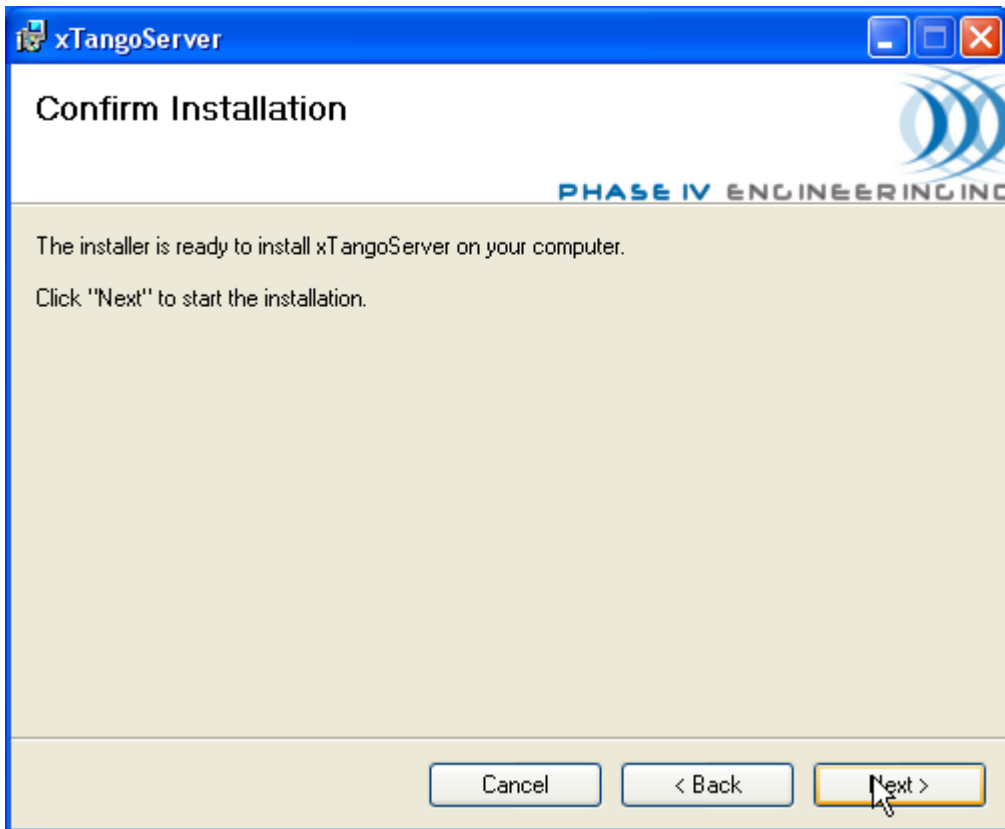 xTangoServer
Confirm Installation
PHASE IV ENGINEERING INC
The installer is ready to install xTangoServer on your computer.
Click "Next" to start the installation.
Cancel
< Back
Next >